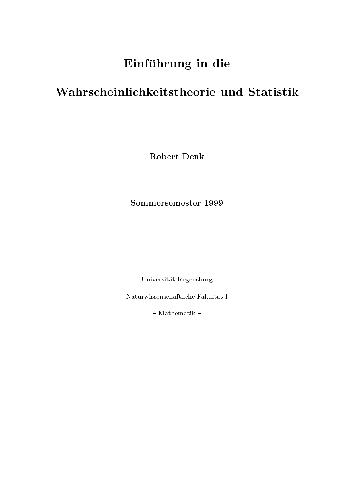 Einführung in die
Wahrscheinlichkeitstheorie und Statistik
Robert Denk
Sommersemester 1999
Universität Regensburg
Naturwissenschaftliche Fakultät I
– Mathematik –